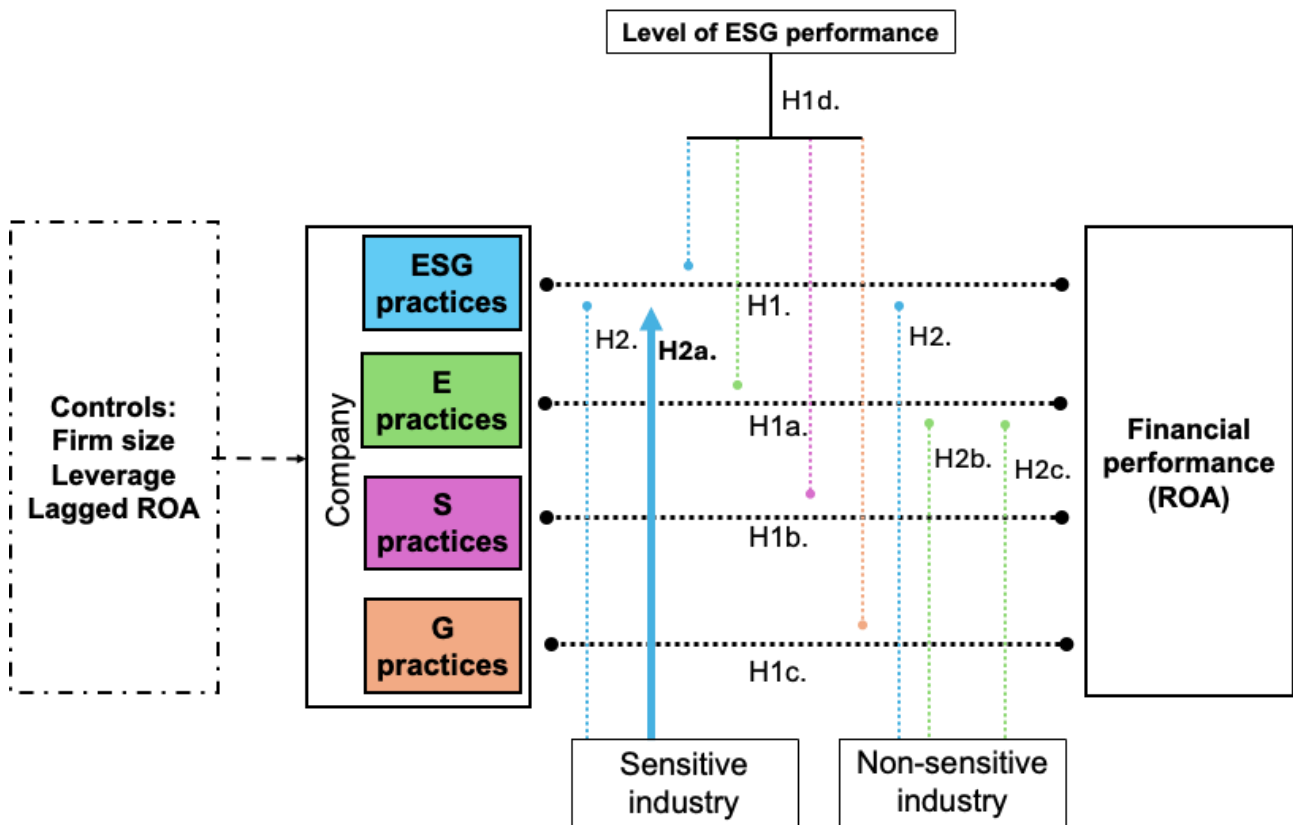 Level of ESG performance
H1d.
ESG
practices
H1.
H2.
H2a.
H2.
E
practices
H1a.
H2b.
H2c.
Controls:
Firm size
Leverage
Lagged ROA
Company
Financial
performance
(ROA)
S
practices
H1b.
G
practices
H1c.
Sensitive
industry
Non-sensitive
industry